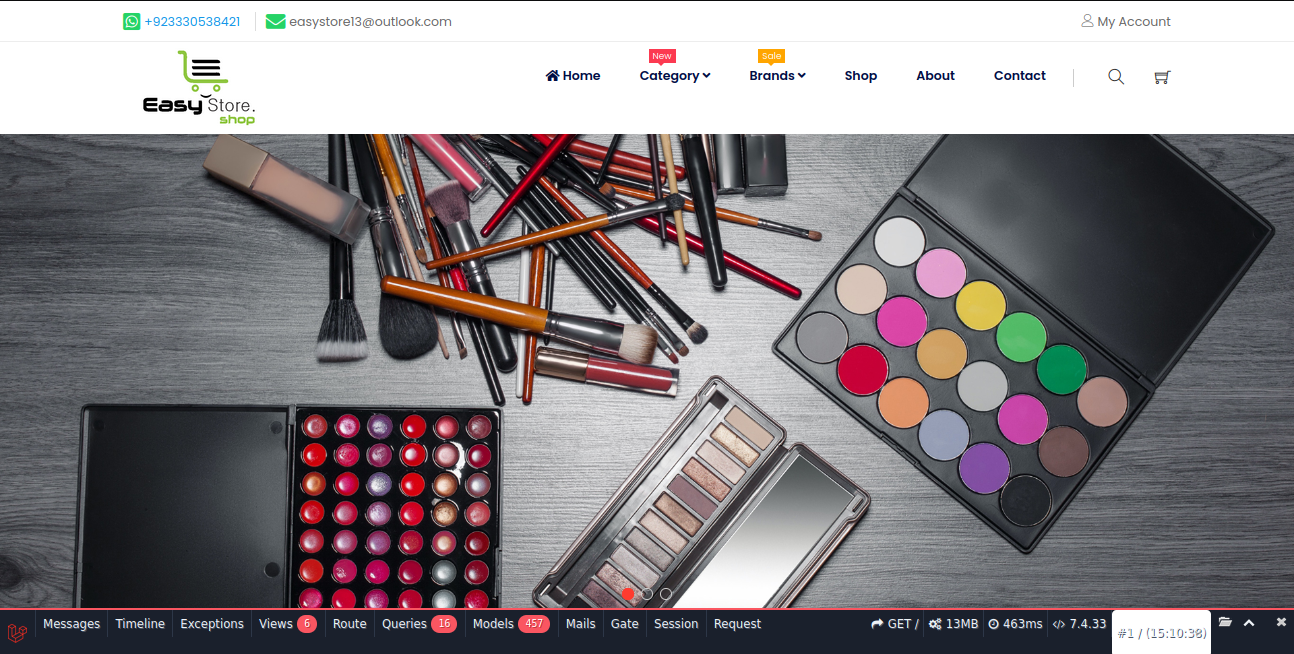 +923330538421 easystore13@outlook.com My Account
New Sale
Home Category Brands Shop About Contact
Easy Store.
shop
Messages Timeline Exceptions Views 6 Route Queries 16 Models 457 Mails Gate Session Request GET / 13MB 463ms 7.4.33 #1 / (15:10:38)